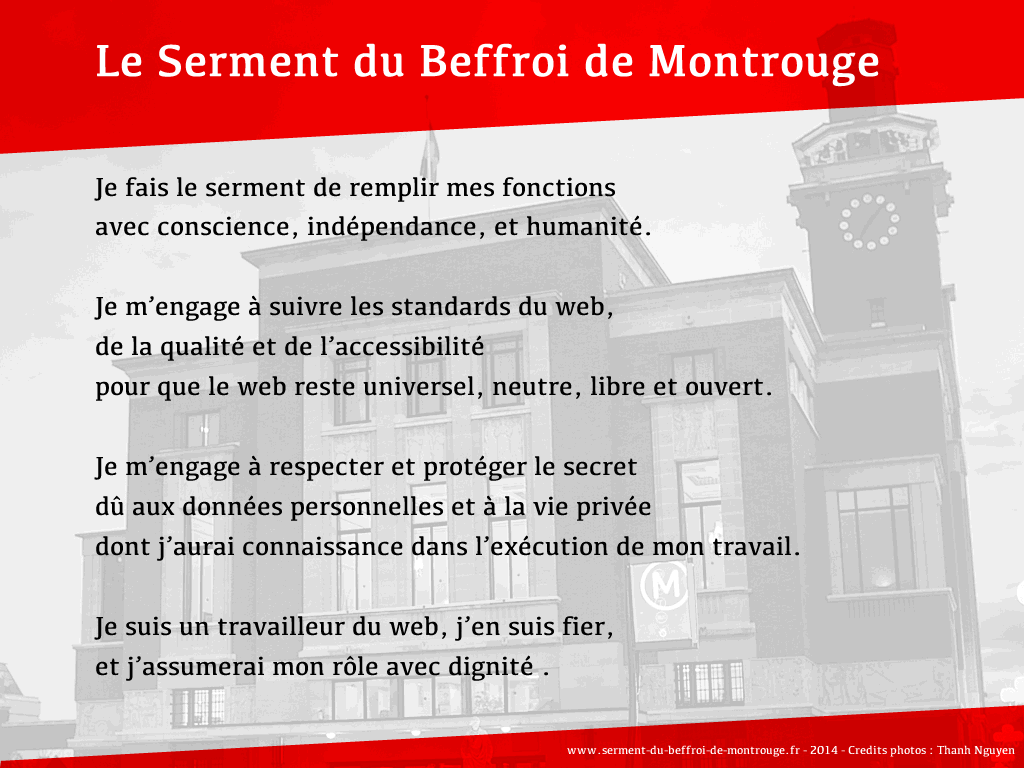 Le Serment du Beffroi de Montrouge
Je fais le serment de remplir mes fonctions
avec conscience, indépendance, et humanité.
Je m’engage à suivre les standards du web,
de la qualité et de l’accessibilité
pour que le web reste universel, neutre, libre et ouvert.
Je m’engage à respecter et protéger le secret
dû aux données personnelles et à la vie privée
dont j’aurai connaissance dans l’exécution de mon travail.
M
Je suis un travailleur du web, j’en suis fier,
et j’assumerai mon rôle avec dignité .
www.serment-du-beffroi-de-montrouge.fr - 2014 - Credits photos : Thanh Nguyen